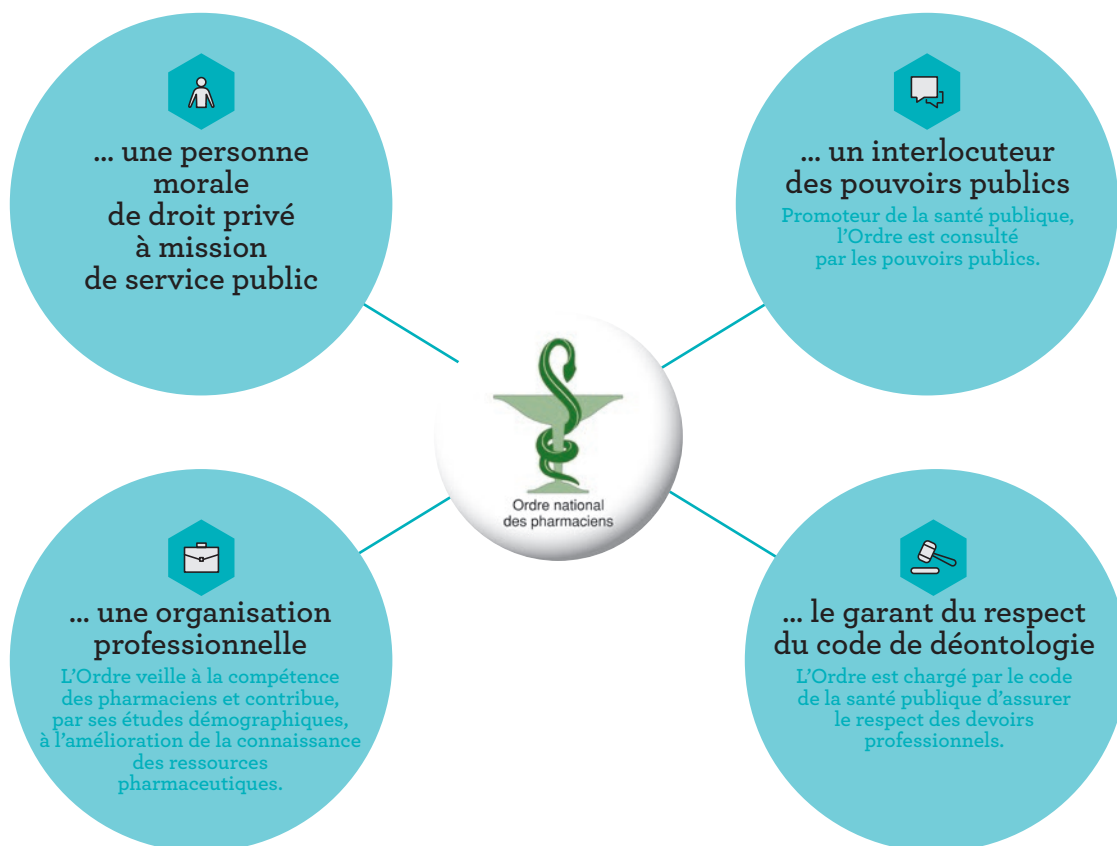 ... une personne
morale
de droit privé
à mission
de service public
... un interlocuteur
des pouvoirs publics
Promoteur de la santé publique,
l’Ordre est consulté
par les pouvoirs publics.
Ordre national
des pharmaciens
... une organisation
professionnelle
L’Ordre veille à la compétence
des pharmaciens et contribue,
par ses études démographiques,
à l’amélioration de la connaissance
des ressources
pharmaceutiques.
... le garant du respect
du code de déontologie
L’Ordre est chargé par le code
de la santé publique d’assurer
le respect des devoirs
professionnels.